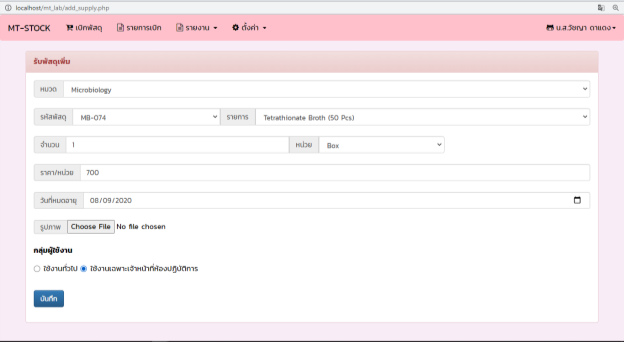 localhost/mt_lab/add_supply.php
MT-STOCK เบิกพัสดุ รายการเบิก รายงาน ตั้งค่า น.ส.วัชญา ตาแดง
รับพัสดุเพิ่ม
หมวด Microbiology
รหัสพัสดุ MB-074 รายการ Tetrathionate Broth (50 Pcs)
จำนวน 1 หน่วย Box
ราคา/หน่วย 700
วันที่หมดอายุ 08/09/2020
รูปภาพ Choose File No file chosen
กลุ่มผู้ใช้งาน
ใช้งานทั่วไป ใช้งานเฉพาะเจ้าหน้าที่ห้องปฏิบัติการ
บันทึก